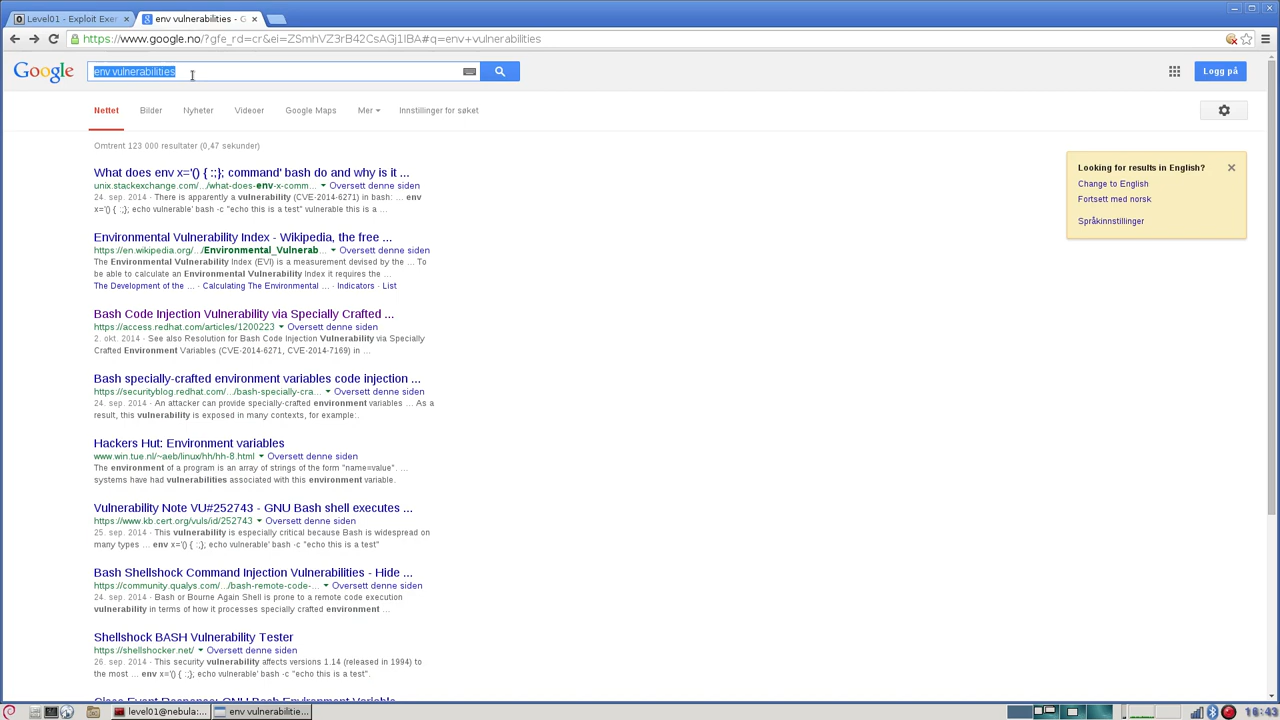 Level01 - Exploit Exer
env vulnerabilities - G
https://www.google.no/?gfe_rd=cr&ei=ZSmhVZ3rB42CsAGJ1IBA#q=env+vulnerabilities
Google
env vulnerabilities
Logg på
Nettet Bilder Nyheter Videoer Google Maps Mer Innstillinger for søket
Omtrent 123 000 resultater (0,47 sekunder)
Looking for results in English?
Change to English
Fortsett med norsk
Språkinnstillinger
What does env x='() { :;}; command' bash do and why is it ...
unix.stackexchange.com/.../what-does-env-x-comm... Oversett denne siden
24. sep. 2014 - There is apparently a vulnerability (CVE-2014-6271) in bash: ... env
x='() { :;}; echo vulnerable' bash -c "echo this is a test" vulnerable this is a ...
Environmental Vulnerability Index - Wikipedia, the free ...
https://en.wikipedia.org/.../Environmental_Vulnerab... Oversett denne siden
The Environmental Vulnerability Index (EVI) is a measurement devised by the ... To
be able to calculate an Environmental Vulnerability Index it requires the ...
The Development of the ... - Calculating The Environmental ... - Indicators - List
Bash Code Injection Vulnerability via Specially Crafted ...
https://access.redhat.com/articles/1200223 Oversett denne siden
2. okt. 2014 - See also Resolution for Bash Code Injection Vulnerability via Specially
Crafted Environment Variables (CVE-2014-6271, CVE-2014-7169) in ...
Bash specially-crafted environment variables code injection ...
https://securityblog.redhat.com/.../bash-specially-cra... Oversett denne siden
24. sep. 2014 - An attacker can provide specially-crafted environment variables ... As a
result, this vulnerability is exposed in many contexts, for example:.
Hackers Hut: Environment variables
www.win.tue.nl/~aeb/linux/hh/hh-8.html Oversett denne siden
The environment of a program is an array of strings of the form "name=value". ...
systems have had vulnerabilities associated with this environment variable.
Vulnerability Note VU#252743 - GNU Bash shell executes ...
https://www.kb.cert.org/vuls/id/252743 Oversett denne siden
25. sep. 2014 - This vulnerability is especially critical because Bash is widespread on
many types ... env x='() { :;}; echo vulnerable' bash -c "echo this is a test"
Bash Shellshock Command Injection Vulnerabilities - Hide ...
https://community.qualys.com/.../bash-remote-code-... Oversett denne siden
24. sep. 2014 - Bash or Bourne Again Shell is prone to a remote code execution
vulnerability in terms of how it processes specially crafted environment ...
Shellshock BASH Vulnerability Tester
https://shellshocker.net/ Oversett denne siden
26. sep. 2014 - This security vulnerability affects versions 1.14 (released in 1994) to
the most ... env x='() { :;}; echo vulnerable' bash -c "echo this is a test".
level01@nebula:...
env vulnerabilitie...
16:43